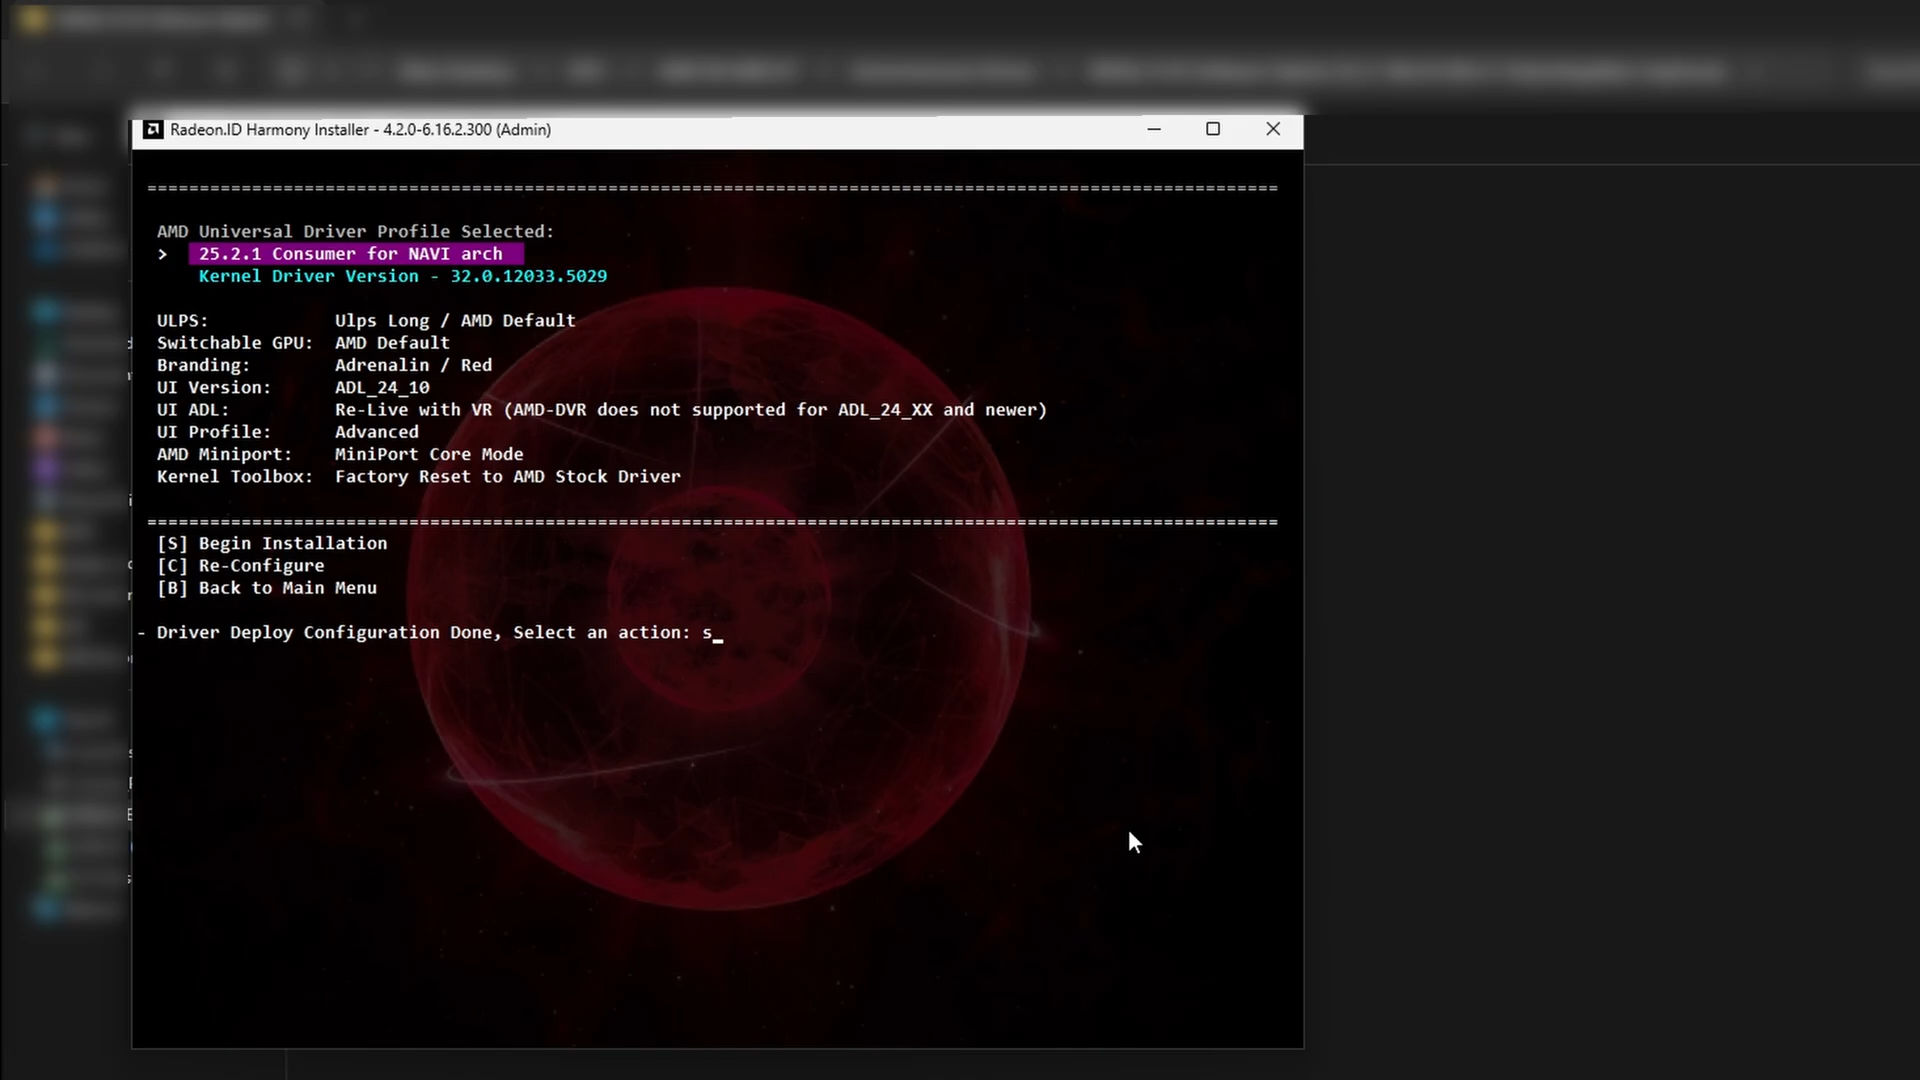 Radeon.ID Harmony Installer - 4.2.0-6.16.2.300 (Admin)
============================================================================================================
AMD Universal Driver Profile Selected:
> 25.2.1 Consumer for NAVI arch
Kernel Driver Version - 32.0.12033.5029
ULPS: Ulps Long / AMD Default
Switchable GPU: AMD Default
Branding: Adrenalin / Red
UI Version: ADL_24_10
UI ADL: Re-Live with VR (AMD-DVR does not supported for ADL_24_XX and newer)
UI Profile: Advanced
AMD Miniport: MiniPort Core Mode
Kernel Toolbox: Factory Reset to AMD Stock Driver
============================================================================================================
[S] Begin Installation
[C] Re-Configure
[B] Back to Main Menu
- Driver Deploy Configuration Done, Select an action: s_